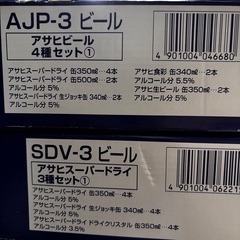 AJP-3 ビール
アサヒビール
4種セット①
4901004046680
アサヒスーパードライ 缶350㎖…4本
アサヒスーパードライ 缶500㎖…2本
アルコール分 5%
アサヒスーパードライ 生ジョッキ缶 340㎖…2本
アルコール分 5%
アサヒ食彩 缶340㎖…2本
アルコール分 5.5%
アサヒ生ビール 缶350㎖…2本
アルコール分 5%
SDV-3 ビール
アサヒスーパードライ
3種セット①
4901004 06221
アサヒスーパードライ 缶350㎖…4本
アルコール分 5%
アサヒスーパードライ 生ジョッキ缶 340㎖…4本
アルコール分 5%
アサヒスーパードライ ドライクリスタル 缶350㎖…4本
アルコール分 3.5%